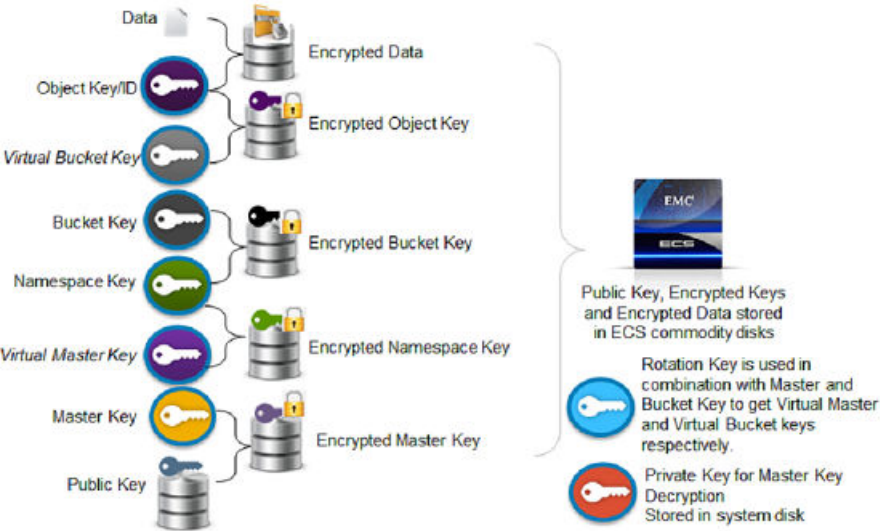 Data
Encrypted Data
Object Key/ID
Encrypted Object Key
Virtual Bucket Key
Bucket Key
Encrypted Bucket Key
Namespace Key
Virtual Master Key
Encrypted Namespace Key
Master Key
Encrypted Master Key
Public Key
EMC
ECS
Public Key, Encrypted Keys
and Encrypted Data stored
in ECS commodity disks
Rotation Key is used in
combination with Master and
Bucket Key to get Virtual Master
and Virtual Bucket keys
respectively.
Private Key for Master Key
Decryption
Stored in system disk